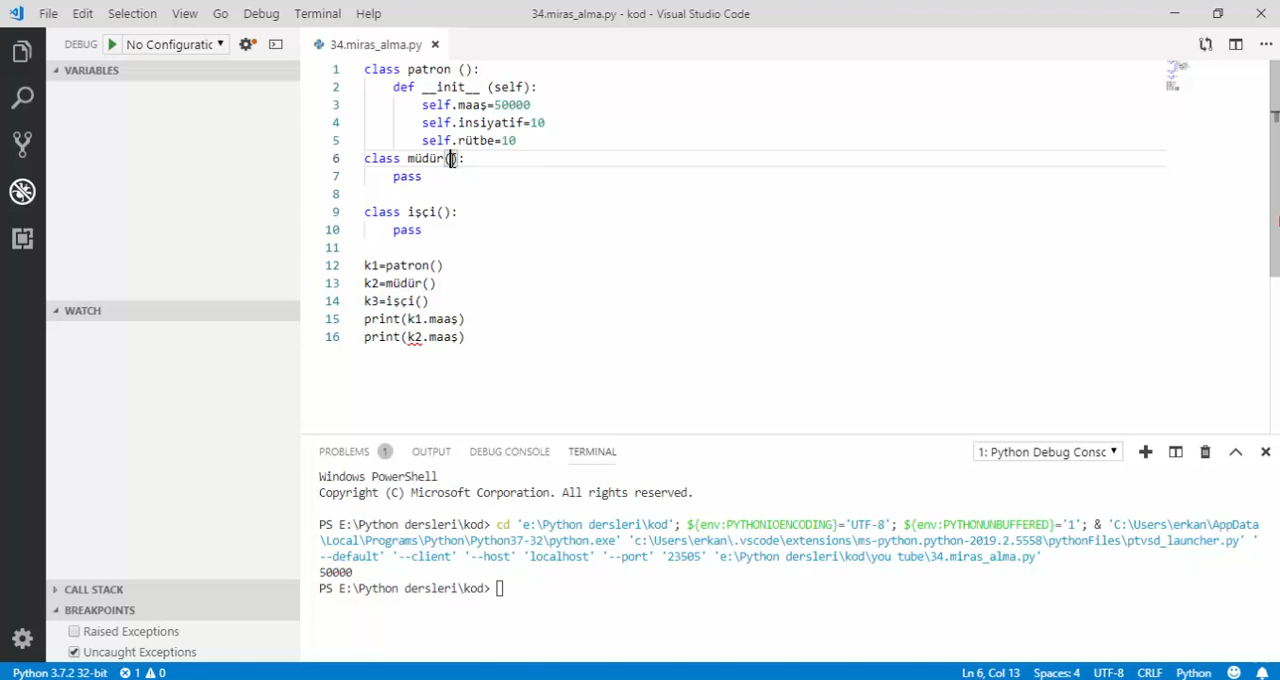 File Edit Selection View Go Debug Terminal Help 34.miras_alma.py - kod - Visual Studio Code
DEBUG No Configuratic
34.miras_alma.py
VARIABLES
1 class patron ():
2 def __init__ (self):
3 self.maaş=50000
4 self.insiyatif=10
5 self.rütbe=10
6 class müdür():
7 pass
8
9 class işçi():
10 pass
11
12 k1=patron()
13 k2=müdür()
14 k3=işçi()
15 print(k1.maaş)
16 print(k2.maaş)
WATCH
CALL STACK
BREAKPOINTS
Raised Exceptions
Uncaught Exceptions
PROBLEMS 1 OUTPUT DEBUG CONSOLE TERMINAL 1: Python Debug Consc
Windows PowerShell
Copyright (C) Microsoft Corporation. All rights reserved.
PS E:\Python dersleri\kod> cd 'e:\Python dersleri\kod'; ${env:PYTHONIOENCODING}='UTF-8'; ${env:PYTHONUNBUFFERED}='1'; & 'C:\Users\erkan\AppData
\Local\Programs\Python\Python37-32\python.exe' 'c:\Users\erkan\.vscode\extensions\ms-python.python-2019.2.5558\pythonFiles\ptvsd_launcher.py' '
--default' '--client' '--host' 'localhost' '--port' '23505' 'e:\Python dersleri\kod\you tube\34.miras_alma.py'
50000
PS E:\Python dersleri\kod>
Python 3.7.2 32-bit 1 0 Ln 6, Col 13 Spaces: 4 UTF-8 CRLF Python